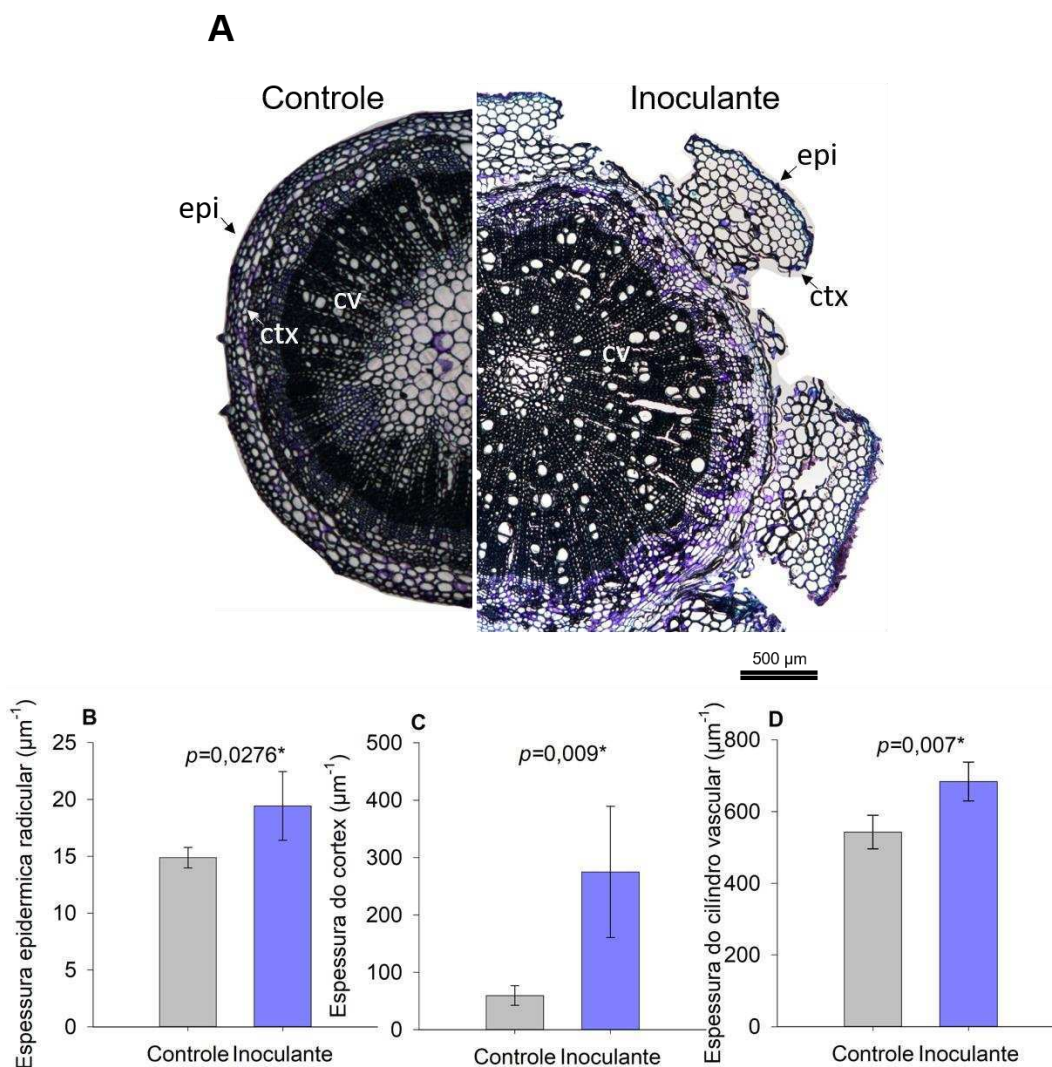 A
Controle
Inoculante
epi
epi
ctx
cv
ctx
cv
500 µm
B
Espessura epidermica radicular (µm⁻¹)
25
20
15
10
5
0
p=0,0276*
Controle Inoculante
C
Espessura do cortex (µm⁻¹)
500
400
300
200
100
0
p=0,009*
Controle Inoculante
D
Espessura do cilíndro vascular (µm⁻¹)
800
600
400
200
0
p=0,007*
Controle Inoculante